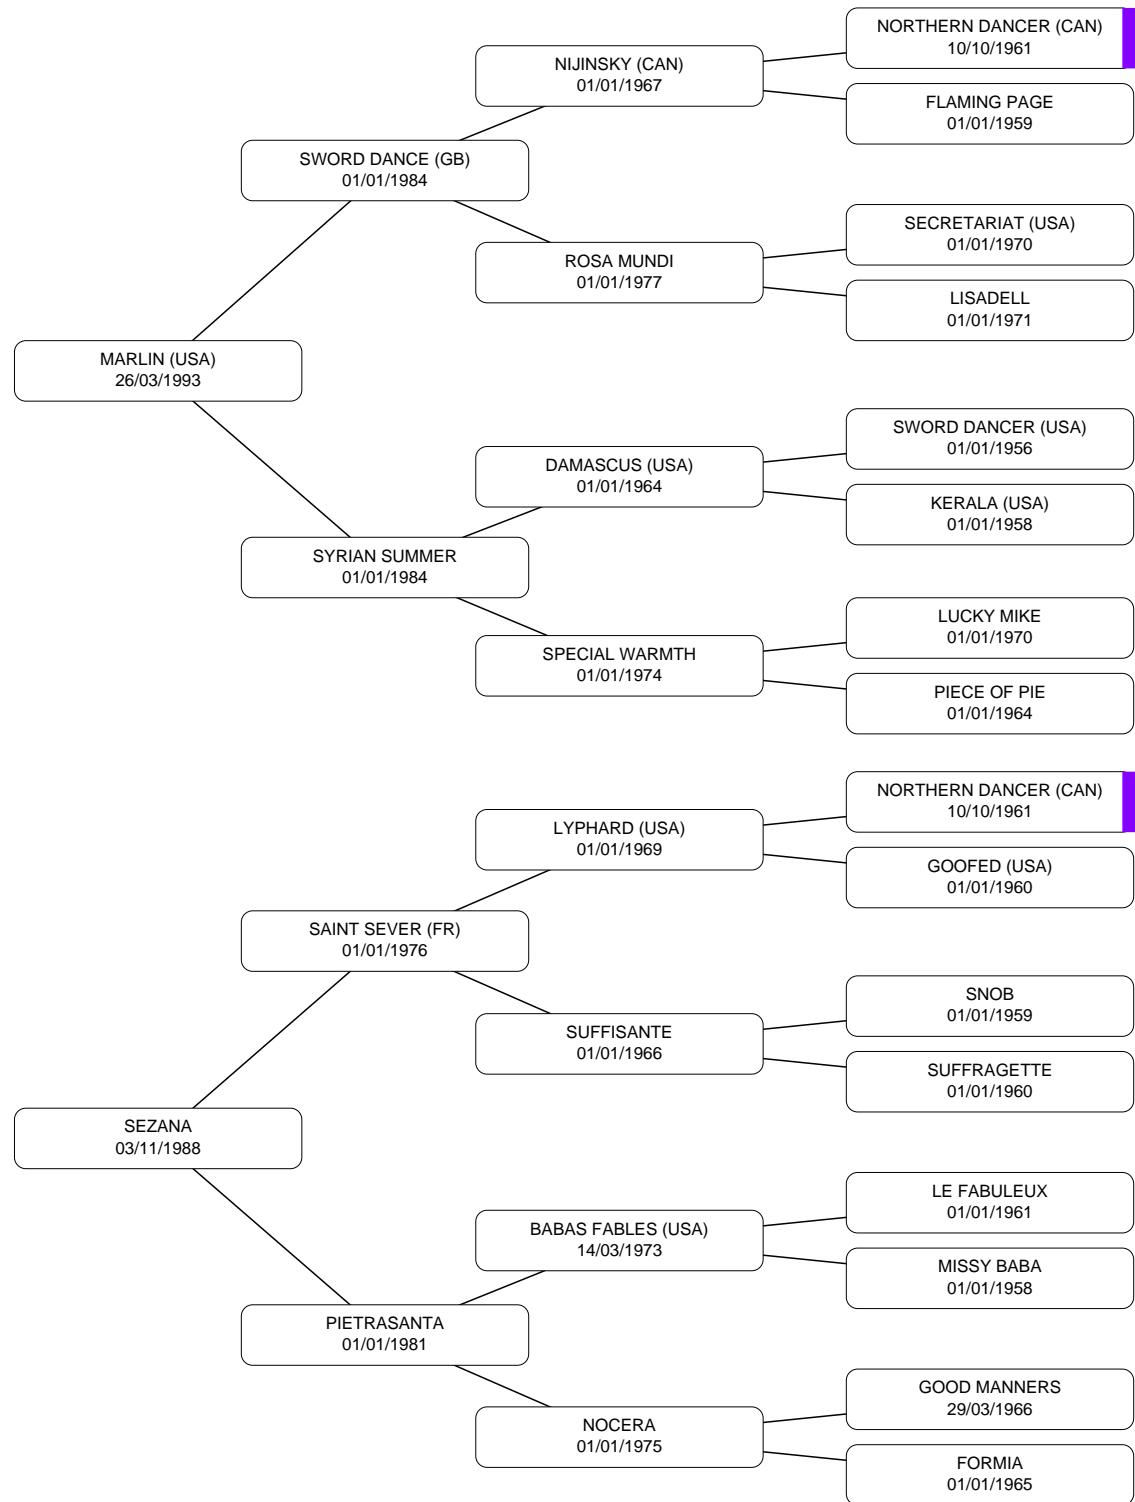 NORTHERN DANCER (CAN)
10/10/1961
NIJINSKY (CAN)
01/01/1967
FLAMING PAGE
01/01/1959
SWORD DANCE (GB)
01/01/1984
SECRETARIAT (USA)
01/01/1970
ROSA MUNDI
01/01/1977
LISADELL
01/01/1971
MARLIN (USA)
26/03/1993
SWORD DANCER (USA)
01/01/1956
DAMASCUS (USA)
01/01/1964
KERALA (USA)
01/01/1958
SYRIAN SUMMER
01/01/1984
LUCKY MIKE
01/01/1970
SPECIAL WARMTH
01/01/1974
PIECE OF PIE
01/01/1964
NORTHERN DANCER (CAN)
10/10/1961
LYPHARD (USA)
01/01/1969
GOOFED (USA)
01/01/1960
SAINT SEVER (FR)
01/01/1976
SNOB
01/01/1959
SUFFISANTE
01/01/1966
SUFFRAGETTE
01/01/1960
SEZANA
03/11/1988
LE FABULEUX
01/01/1961
BABAS FABLES (USA)
14/03/1973
MISSY BABA
01/01/1958
PIETRASANTA
01/01/1981
GOOD MANNERS
29/03/1966
NOCERA
01/01/1975
FORMIA
01/01/1965